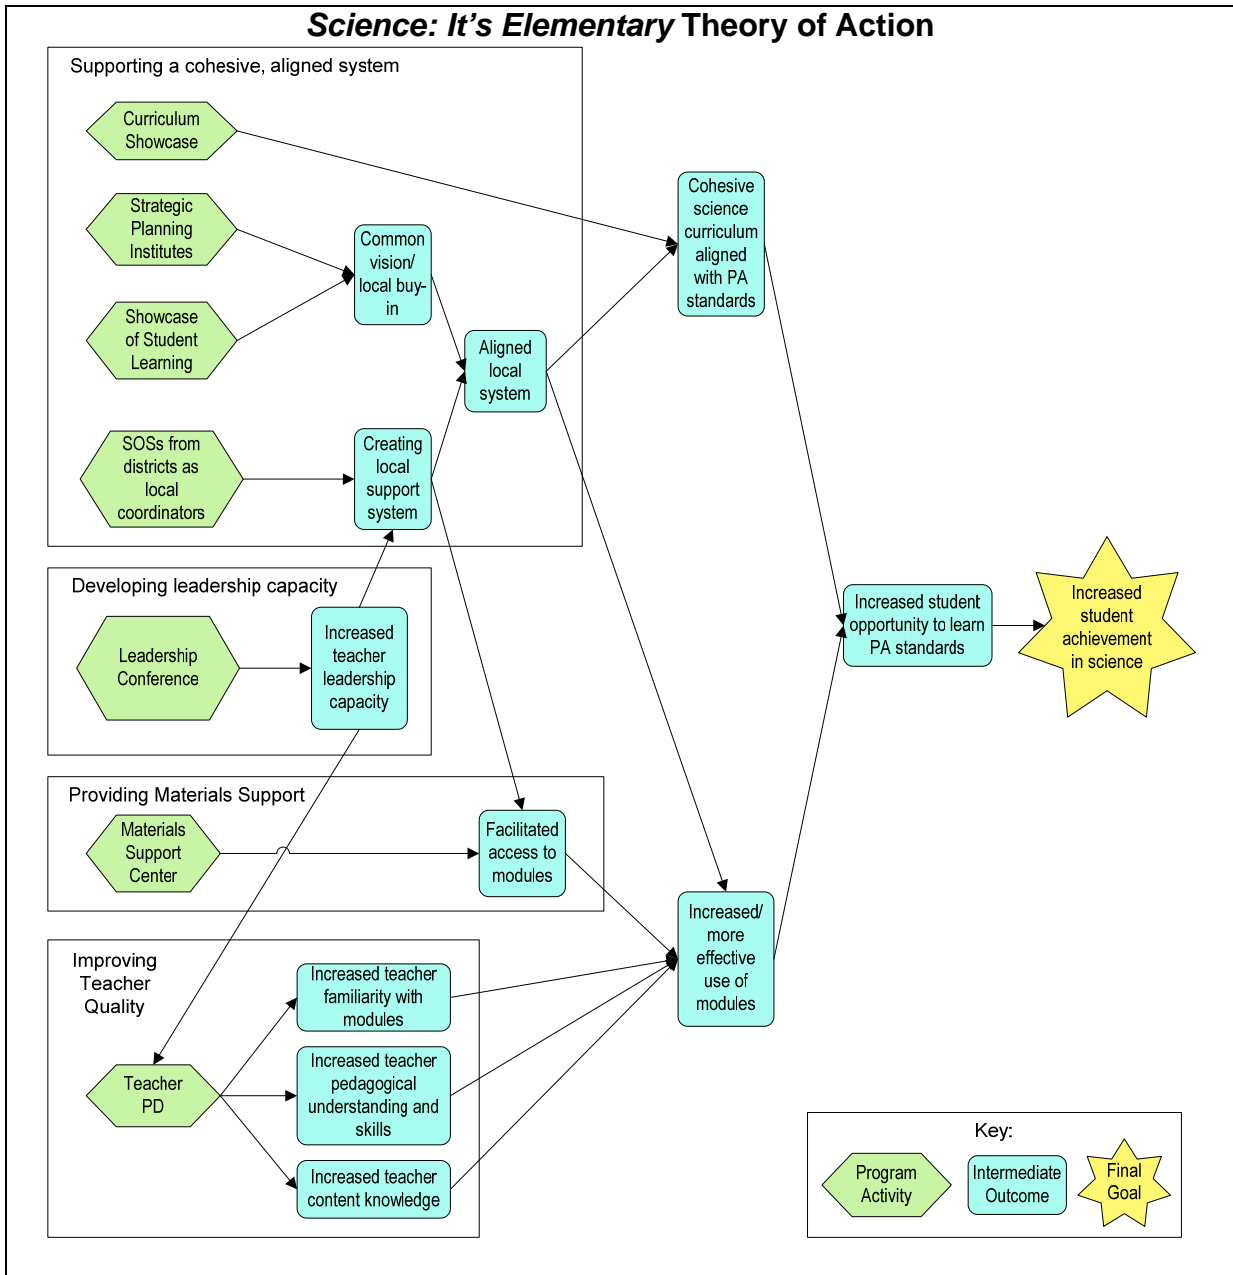 Science: It's Elementary Theory of Action
Supporting a cohesive, aligned system
Curriculum
Showcase
Strategic
Planning
Institutes
Showcase
of Student
Learning
SOSs from
districts as
local
coordinators
Common
vision/
local buy-
in
Creating
local
support
system
Aligned
local
system
Cohesive
science
curriculum
aligned
with PA
standards
Developing leadership capacity
Leadership
Conference
Increased
teacher
leadership
capacity
Increased student
opportunity to learn
PA standards
Increased
student
achievement
in science
Providing Materials Support
Materials
Support
Center
Facilitated
access to
modules
Increased/
more
effective
use of
modules
Improving
Teacher
Quality
Teacher
PD
Increased teacher
familiarity with
modules
Increased teacher
pedagogical
understanding and
skills
Increased teacher
content knowledge
Key:
Program
Activity
Intermediate
Outcome
Final
Goal